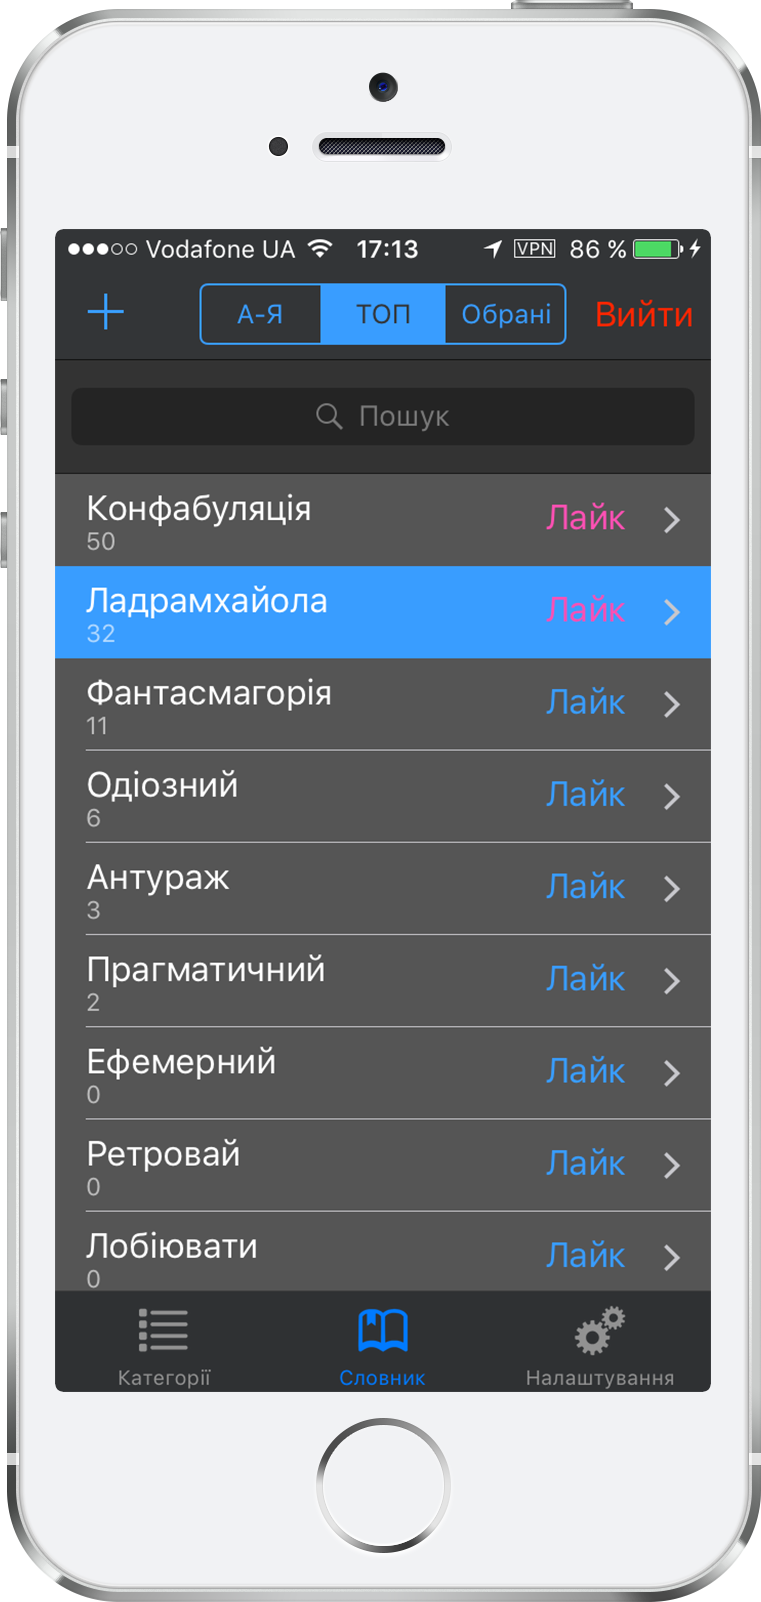 Vodafone UA 17:13 VPN 86 %
+ А-Я ТОП Обрані Вийти
Пошук
Конфабуляція Лайк
50
Ладрамхайола Лайк
32
Фантасмагорія Лайк
11
Одіозний Лайк
6
Антураж Лайк
3
Прагматичний Лайк
2
Ефемерний Лайк
0
Ретровай Лайк
0
Лобіювати Лайк
0
Категорії Словник Налаштування